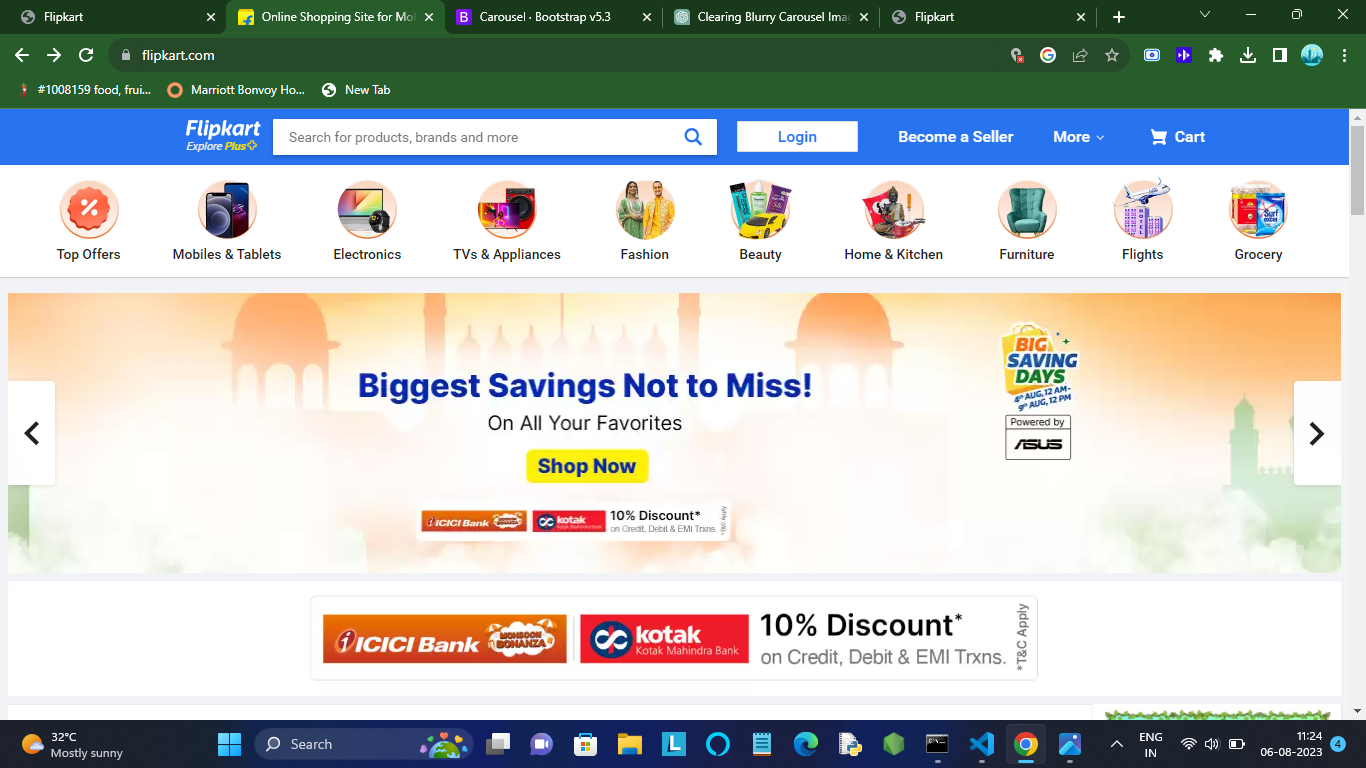 Flipkart
Online Shopping Site for Mo
Carousel · Bootstrap v5.3
Clearing Blurry Carousel Ima
Flipkart
flipkart.com
#1008159 food, frui...
Marriott Bonvoy Ho...
New Tab
Flipkart
Explore Plus
Search for products, brands and more
Login
Become a Seller
More
Cart
HOTEL
Surf excel
Top Offers
Mobiles & Tablets
Electronics
TVs & Appliances
Fashion
Beauty
Home & Kitchen
Furniture
Flights
Grocery
Biggest Savings Not to Miss!
On All Your Favorites
Shop Now
ICICI Bank MONSOON BONANZA kotak Kotak Mahindra Bank 10% Discount*
on Credit, Debit & EMI Trxns.
*T&C Apply
BIG
SAVING
DAYS
4th AUG, 12 AM-
9th AUG, 12 PM
Powered by
ASUS
ICICI Bank MONSOON BONANZA
kotak
Kotak Mahindra Bank
10% Discount*
on Credit, Debit & EMI Trxns.
*T&C Apply
32°C
Mostly sunny
Search
ENG
IN
11:24
06-08-2023
4